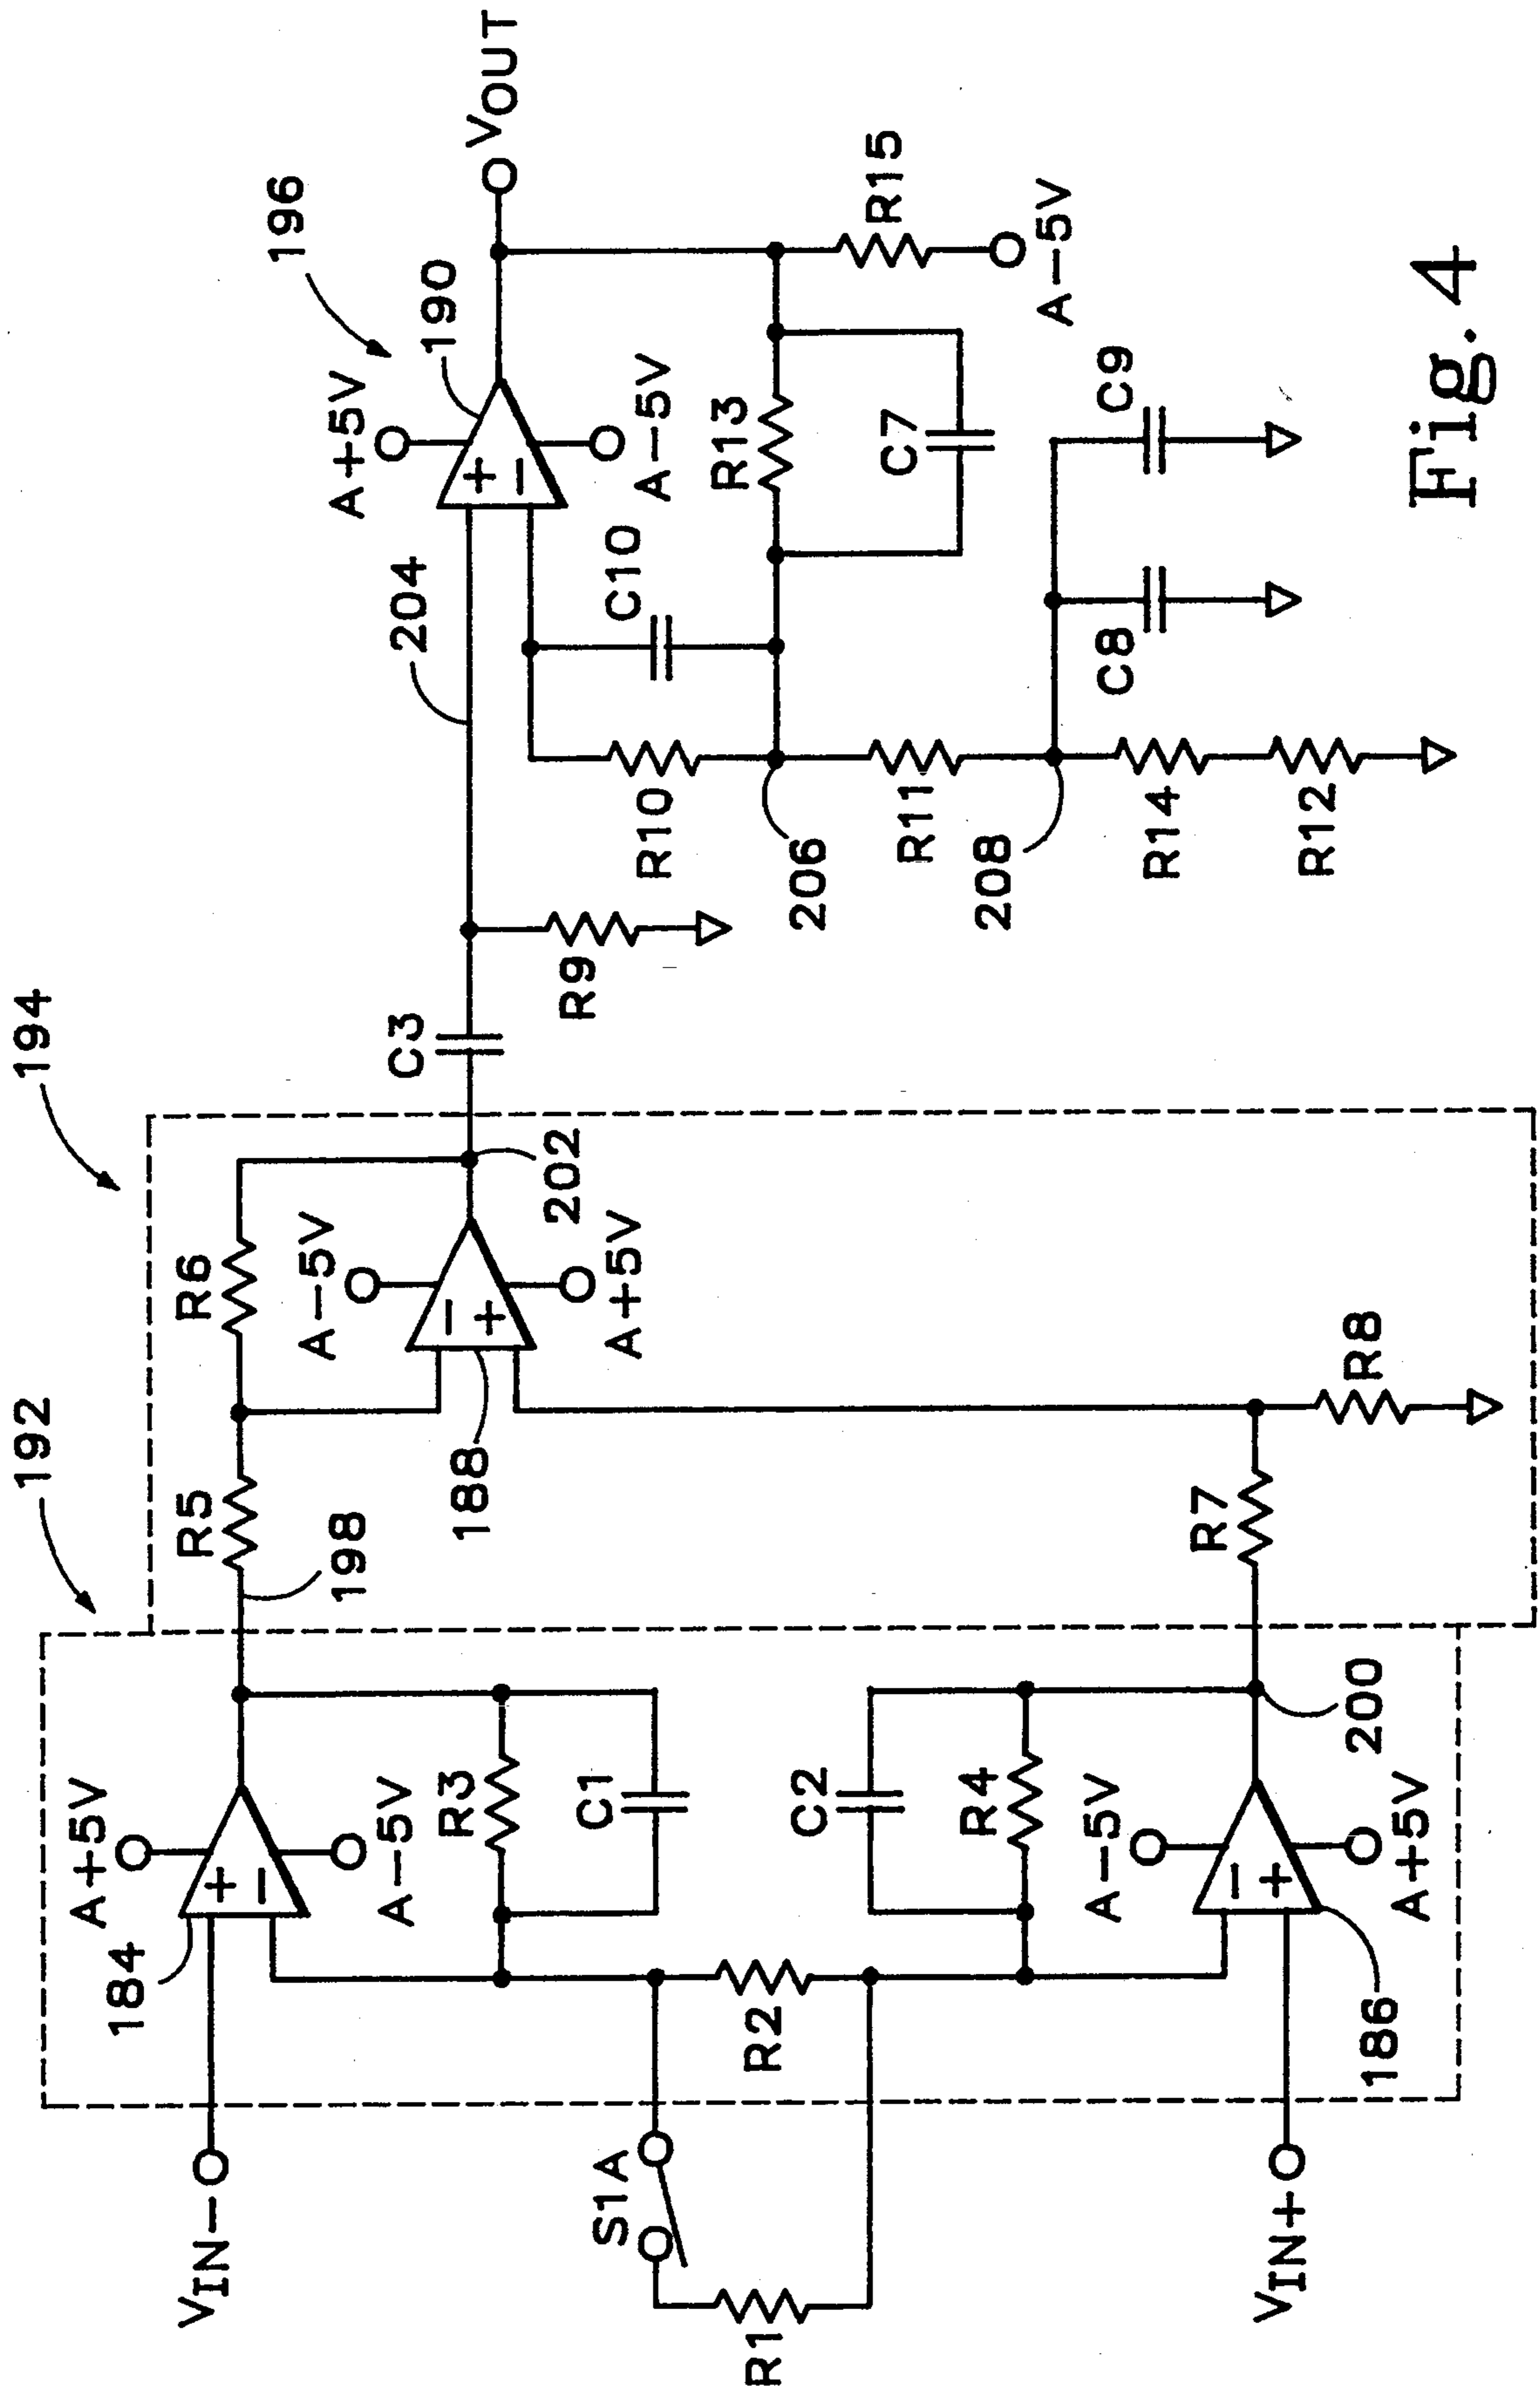 192
194
196
VIN−
184
A+5V
A−5V
198
R5
R6
A−5V
188
A+5V
202
C3
204
R9
A+5V
190
A−5V
VOUT
S1A
R1
R2
R3
C1
C2
R4
R10
C10
R13
C7
R15
A−5V
206
R11
208
C8
C9
R14
R12
VIN+
186
A−5V
A+5V
200
R7
R8
Fig. 4